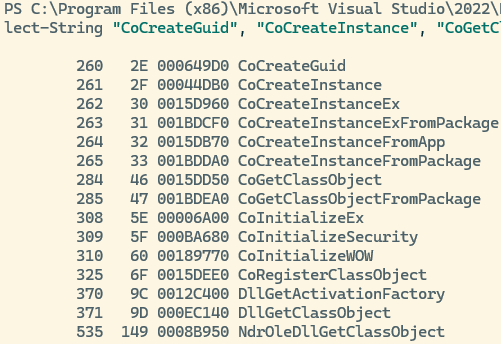 PS C:\Program Files (x86)\Microsoft Visual Studio\2022\
lect-String "CoCreateGuid", "CoCreateInstance", "CoGetCl
260 2E 000649D0 CoCreateGuid
261 2F 00044DB0 CoCreateInstance
262 30 0015D960 CoCreateInstanceEx
263 31 001BDCF0 CoCreateInstanceExFromPackage
264 32 0015DB70 CoCreateInstanceFromApp
265 33 001BDDA0 CoCreateInstanceFromPackage
284 46 0015DD50 CoGetClassObject
285 47 001BDEA0 CoGetClassObjectFromPackage
308 5E 00006A00 CoInitializeEx
309 5F 000BA680 CoInitializeSecurity
310 60 00189770 CoInitializeWOW
325 6F 0015DEE0 CoRegisterClassObject
370 9C 0012C400 DllGetActivationFactory
371 9D 000EC140 DllGetClassObject
535 149 0008B950 NdrOleDllGetClassObject